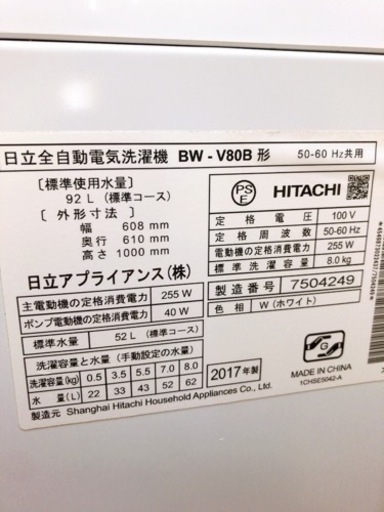 日立全自動電気洗濯機 BW-V80B 形 50-60 Hz共用
〔標準使用水量〕
92 L (標準コース)
〔外形寸法〕
幅 608 mm
奥行 610 mm
高さ 1000 mm
日立アプライアンス(株)
主電動機の定格消費電力 255 W
ポンプ電動機の定格消費電力 40 W
標準水量 52 L (標準コース)
洗濯容量と水量 (手動設定の水量)
洗濯容量(kg) 0.5 3.5 5.5 7.0 8.0
水量(L) 22 33 43 52 62
製造元 Shanghai Hitachi Household Appliances Co., Ltd.
PS
E
HITACHI
定格電圧 100 V
定格周波数 50-60 Hz
電動機の定格消費電力 255 W
標準洗濯容量 8.0kg
製造番号 7504249
色相 W (ホワイト)
2017年製
G
MADE IN CHINA
1CHSE5042-A